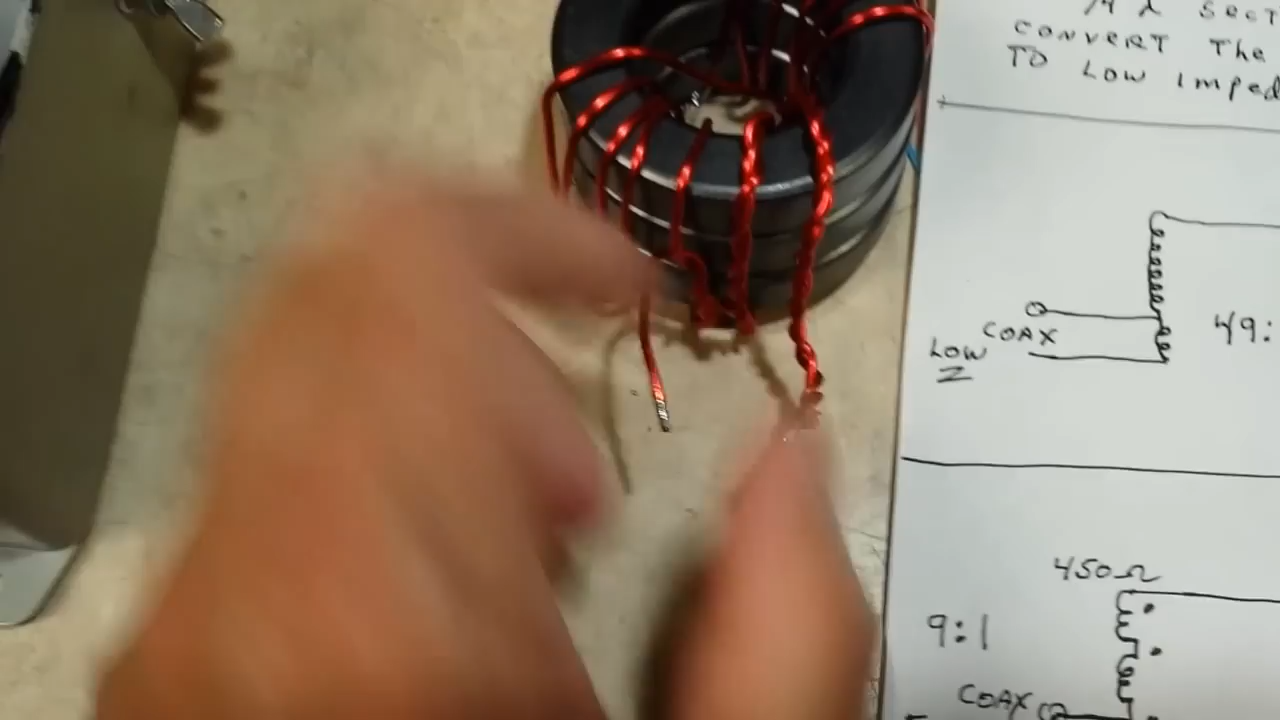 CONVERT The
TO LOW Imped
COAX
LOW
Z
49:
450Ω
9:1
COAX